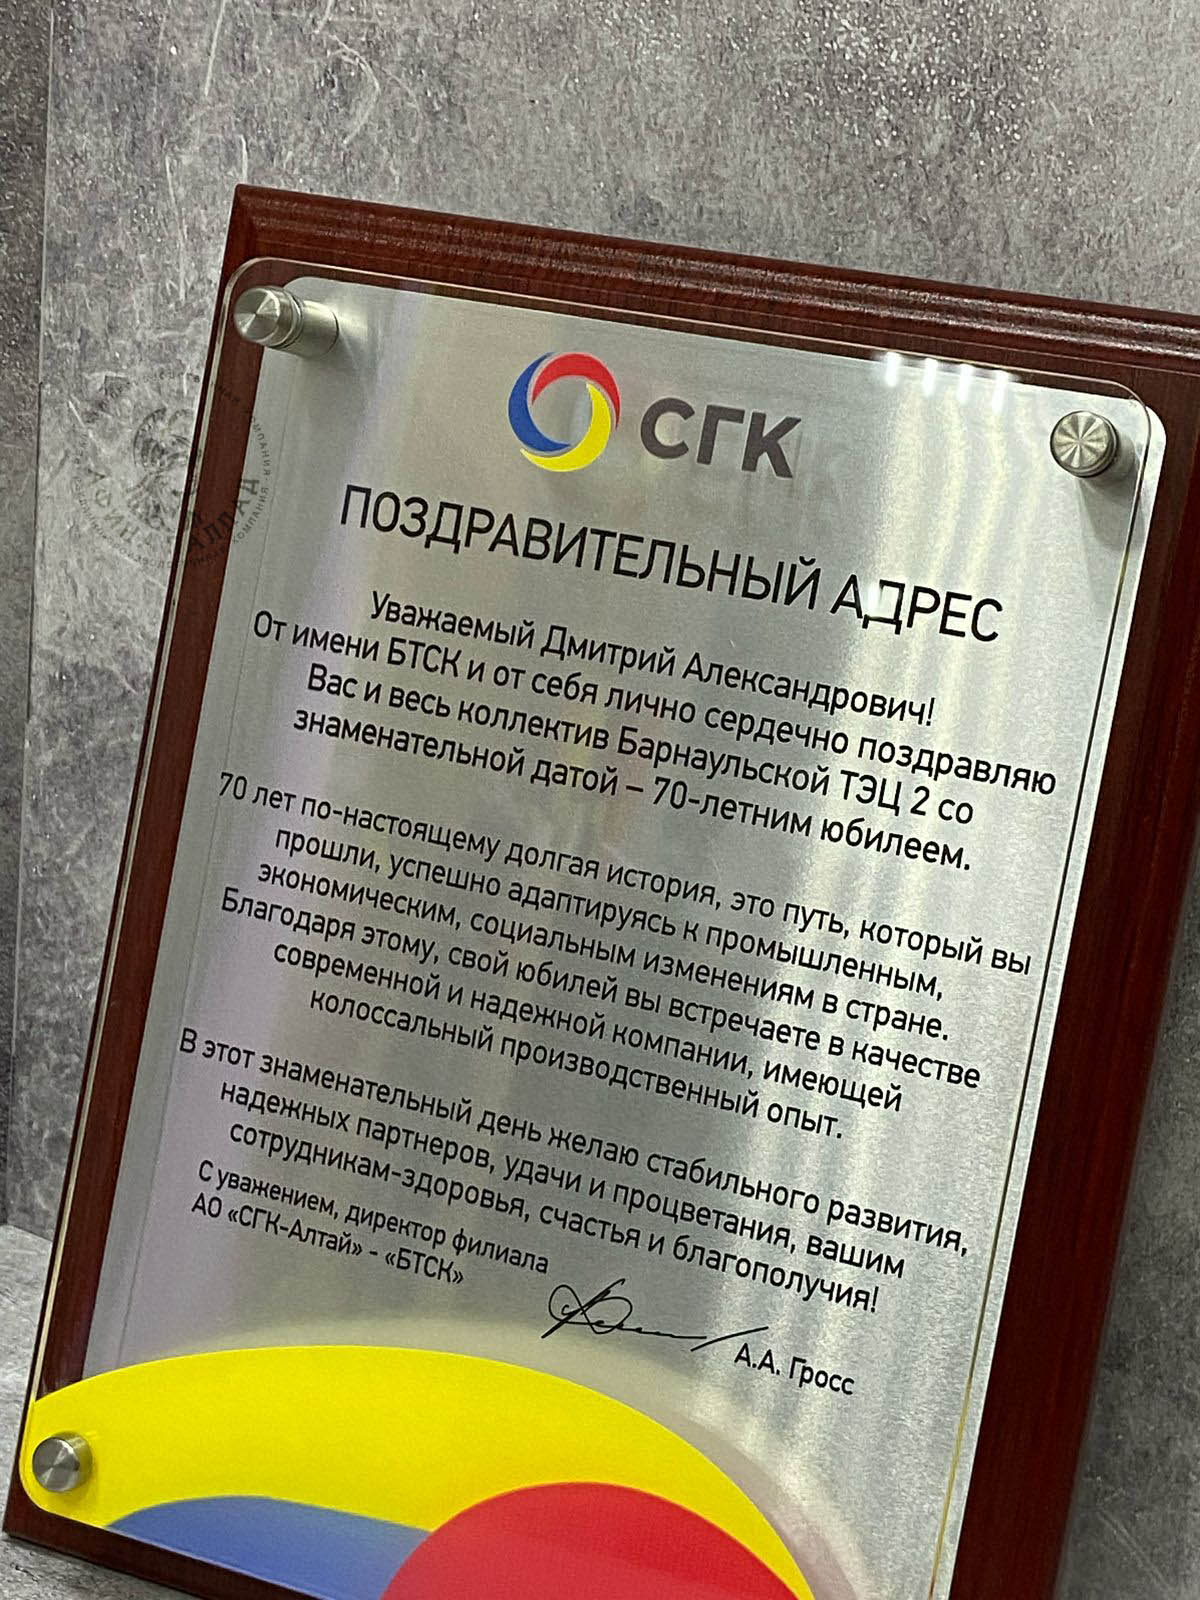 СГК
ПОЗДРАВИТЕЛЬНЫЙ АДРЕС
Уважаемый Дмитрий Александрович!
От имени БТСК и от себя лично сердечно поздравляю
Вас и весь коллектив Барнаульской ТЭЦ 2 со
знаменательной датой – 70-летним юбилеем.
70 лет по-настоящему долгая история, это путь, который вы
прошли, успешно адаптируясь к промышленным,
экономическим, социальным изменениям в стране.
Благодаря этому, свой юбилей вы встречаете в качестве
современной и надежной компании, имеющей
колоссальный производственный опыт.
В этот знаменательный день желаю стабильного развития,
надежных партнеров, удачи и процветания, вашим
сотрудникам-здоровья, счастья и благополучия!
С уважением, директор филиала
АО «СГК-Алтай» - «БТСК»
А.А. Гросс